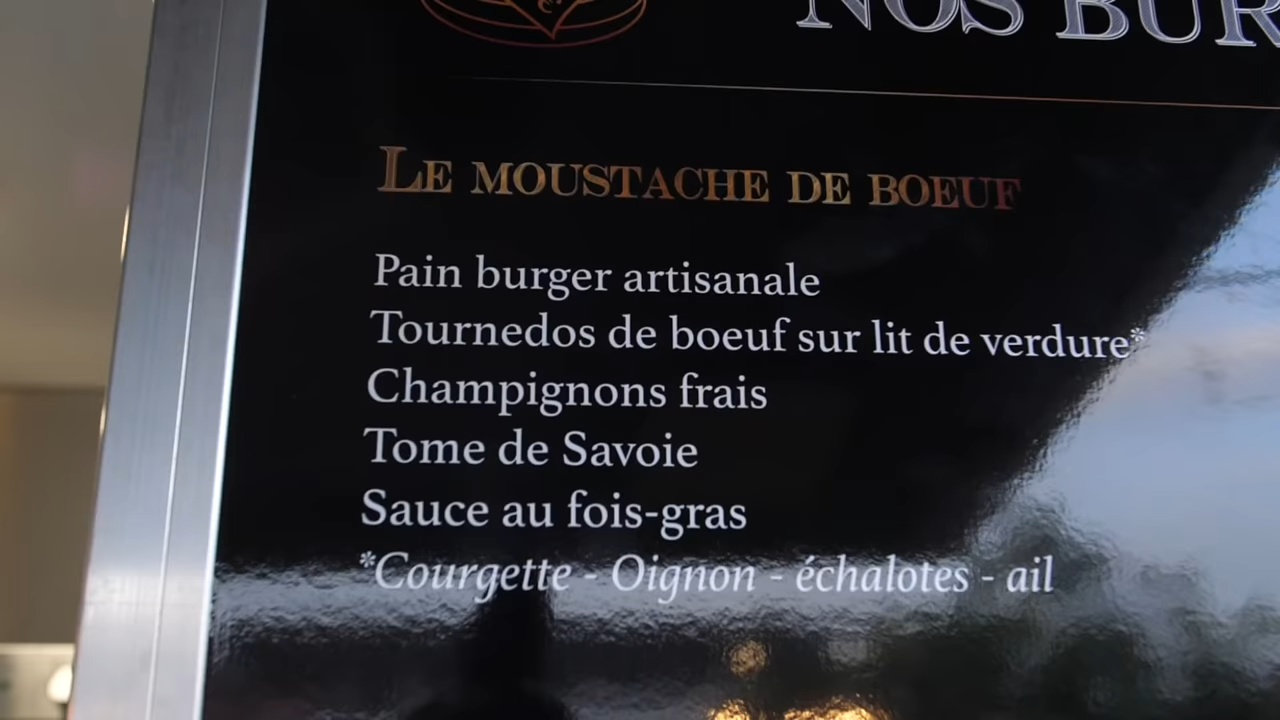 NOS BUR
LE MOUSTACHE DE BOEUF
Pain burger artisanale
Tournedos de boeuf sur lit de verdure*
Champignons frais
Tome de Savoie
Sauce au fois-gras
*Courgette - Oignon - échalotes - ail